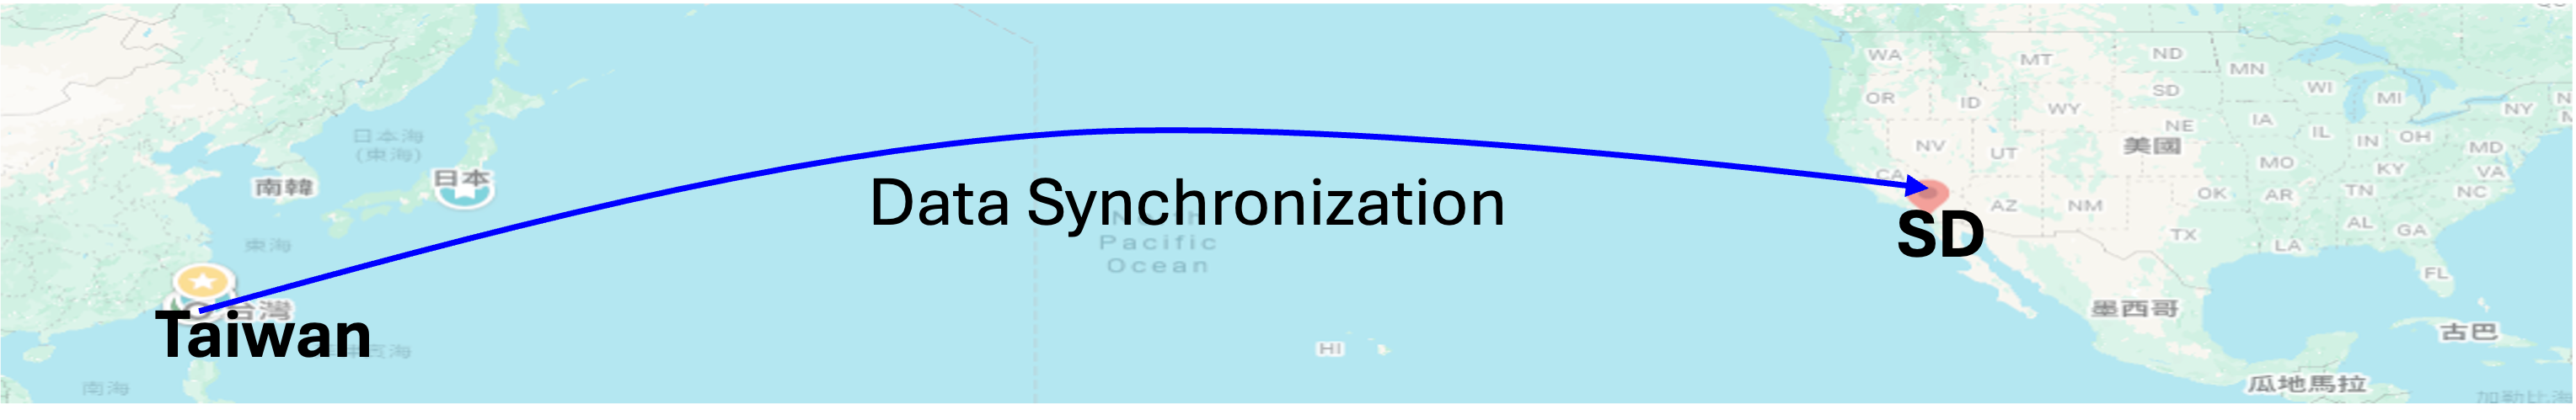 WA
MT
ND
MN
OR
ID
WY
SD
WI
MI
NY
日本海
(東海)
NV
UT
NE
IA
IL
IN
OH
MD
美國
MO
KY
VA
南韓
日本
CA
AZ
NM
OK
AR
TN
NC
Data Synchronization
SD
North
Pacific
Ocean
TX
LA
AL
GA
東海
FL
台灣
Taiwan
HI
墨西哥
古巴
南海
瓜地馬拉